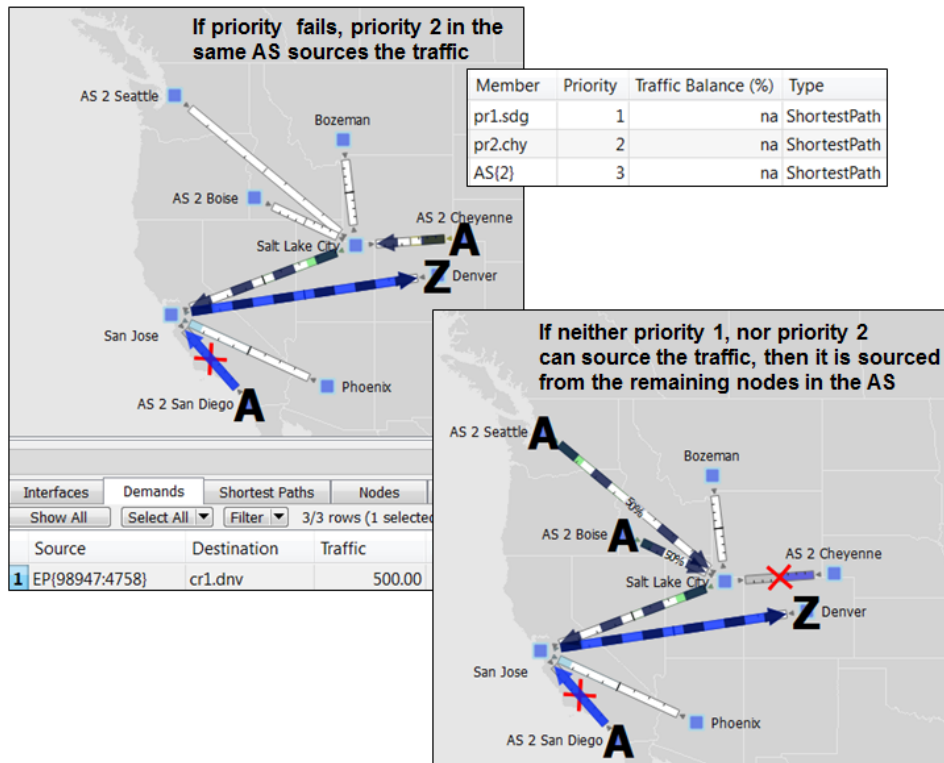 If priority fails, priority 2 in the
same AS sources the traffic
AS 2 Seattle
Bozeman
AS 2 Boise
AS 2 Cheyenne
A
Salt Lake City
Z
Denver
San Jose
Phoenix
AS 2 San Diego
A
Member Priority Traffic Balance (%) Type
pr1.sdg 1 na ShortestPath
pr2.chy 2 na ShortestPath
AS{2} 3 na ShortestPath
Interfaces Demands Shortest Paths Nodes
Show All Select All Filter 3/3 rows (1 selected
Source Destination Traffic
1 EP{98947:4758} cr1.dnv 500.00
If neither priority 1, nor priority 2
can source the traffic, then it is sourced
from the remaining nodes in the AS
AS 2 Seattle
A
Bozeman
50%
AS 2 Boise
A
50%
AS 2 Cheyenne
Salt Lake City
Z
Denver
San Jose
Phoenix
AS 2 San Diego
A